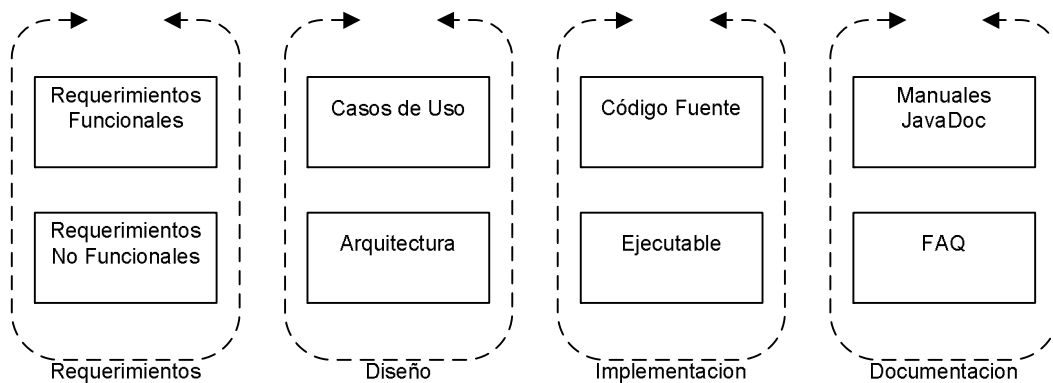 Requerimientos
Funcionales
Casos de Uso
Código Fuente
Manuales
JavaDoc
Requerimientos
No Funcionales
Arquitectura
Ejecutable
FAQ
Requerimientos
Diseño
Implementacion
Documentacion